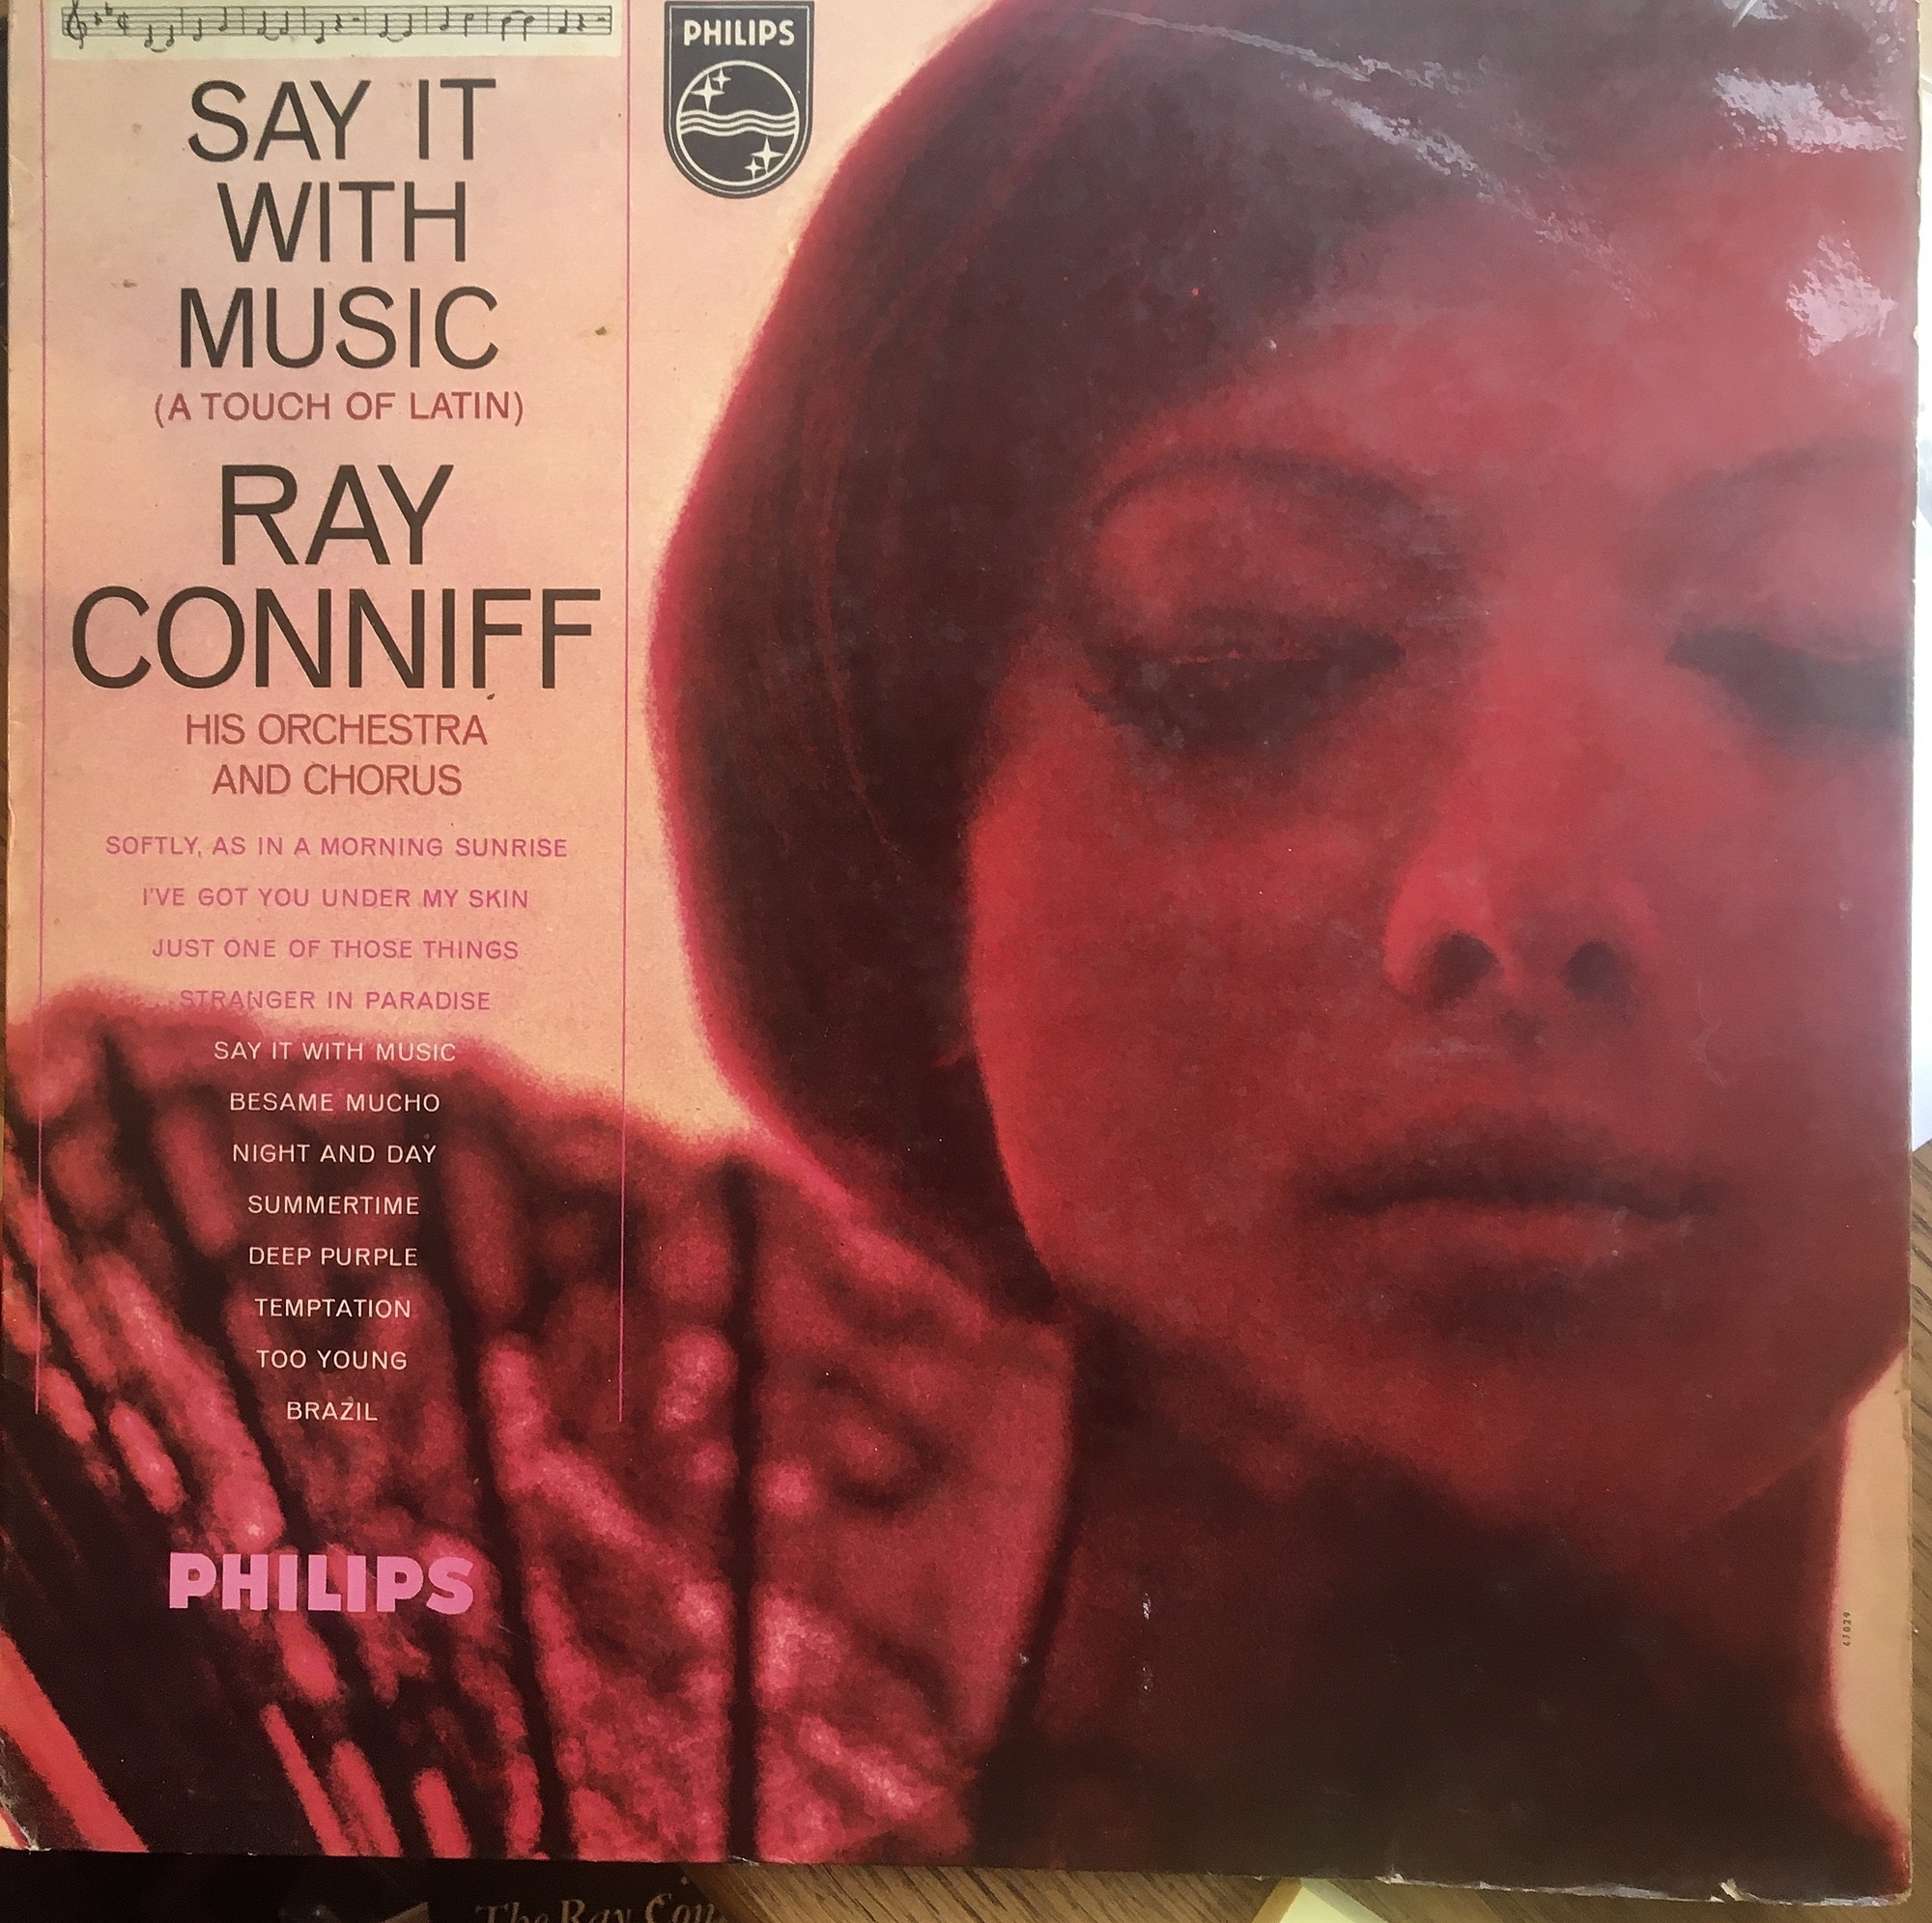 PHILIPS
SAY IT
WITH
MUSIC
(A TOUCH OF LATIN)
RAY
CONNIFF
HIS ORCHESTRA
AND CHORUS
SOFTLY, AS IN A MORNING SUNRISE
I'VE GOT YOU UNDER MY SKIN
JUST ONE OF THOSE THINGS
STRANGER IN PARADISE
SAY IT WITH MUSIC
BESAME MUCHO
NIGHT AND DAY
SUMMERTIME
DEEP PURPLE
TEMPTATION
TOO YOUNG
BRAZIL
PHILIPS
The Ray